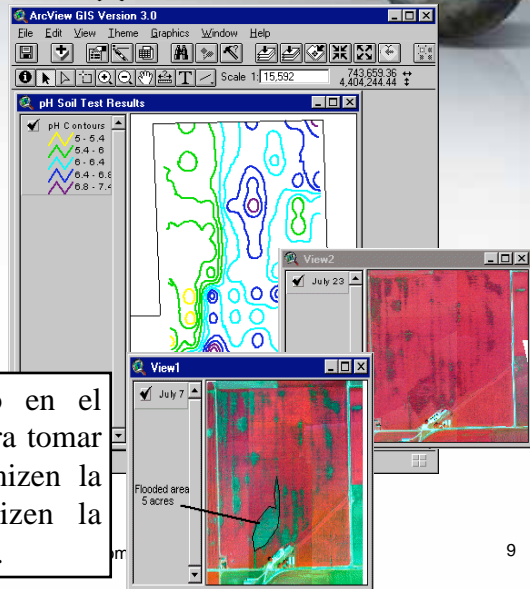 ArcView GIS Version 3.0
File Edit View Theme Graphics Window Help
Scale 1: 15,592
743,659.36
4,404,244.44
pH Soil Test Results
pH Contours
5 - 5.4
5.4 - 6
6 - 6.4
6.4 - 6.8
6.8 - 7.4
View2
July 23
View1
July 7
Flooded area
5 acres
en el
tomar
la
la
9